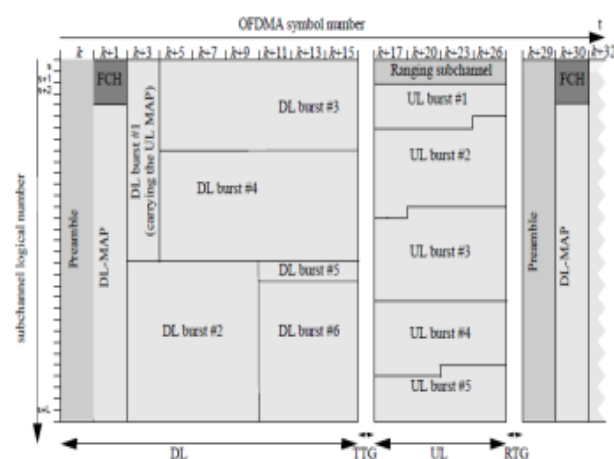 OFDMA symbol number
t
k k+1 k+3 k+5 k+7 k+9 k+11 k+13 k+15 k+17 k+20 k+23 k+26 k+29 k+30 k+32
s
s+1
s+2
s+L
subchannel logical number
Preamble
FCH
DL-MAP
DL burst #1
(carrying the UL MAP)
DL burst #3
DL burst #4
DL burst #2
DL burst #5
DL burst #6
Ranging subchannel
UL burst #1
UL burst #2
UL burst #3
UL burst #4
UL burst #5
Preamble
FCH
DL-MAP
DL
TTG
UL
RTG